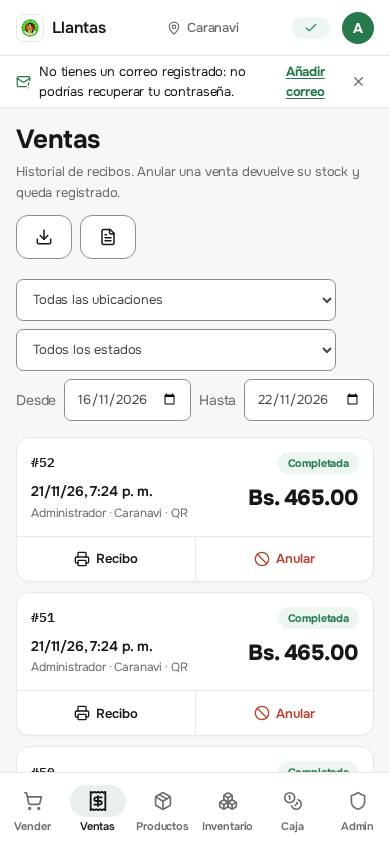 Llantas
Caranavi
A
No tienes un correo registrado: no
podrías recuperar tu contraseña.
Añadir
correo
Ventas
Historial de recibos. Anular una venta devuelve su stock y
queda registrado.
Todas las ubicaciones
Todos los estados
Desde 16/11/2026 Hasta 22/11/2026
#52 Completada
21/11/26, 7:24 p. m. Bs. 465.00
Administrador · Caranavi · QR
Recibo Anular
#51 Completada
21/11/26, 7:24 p. m. Bs. 465.00
Administrador · Caranavi · QR
Recibo Anular
#50 Completada
Vender Ventas Productos Inventario Caja Admin